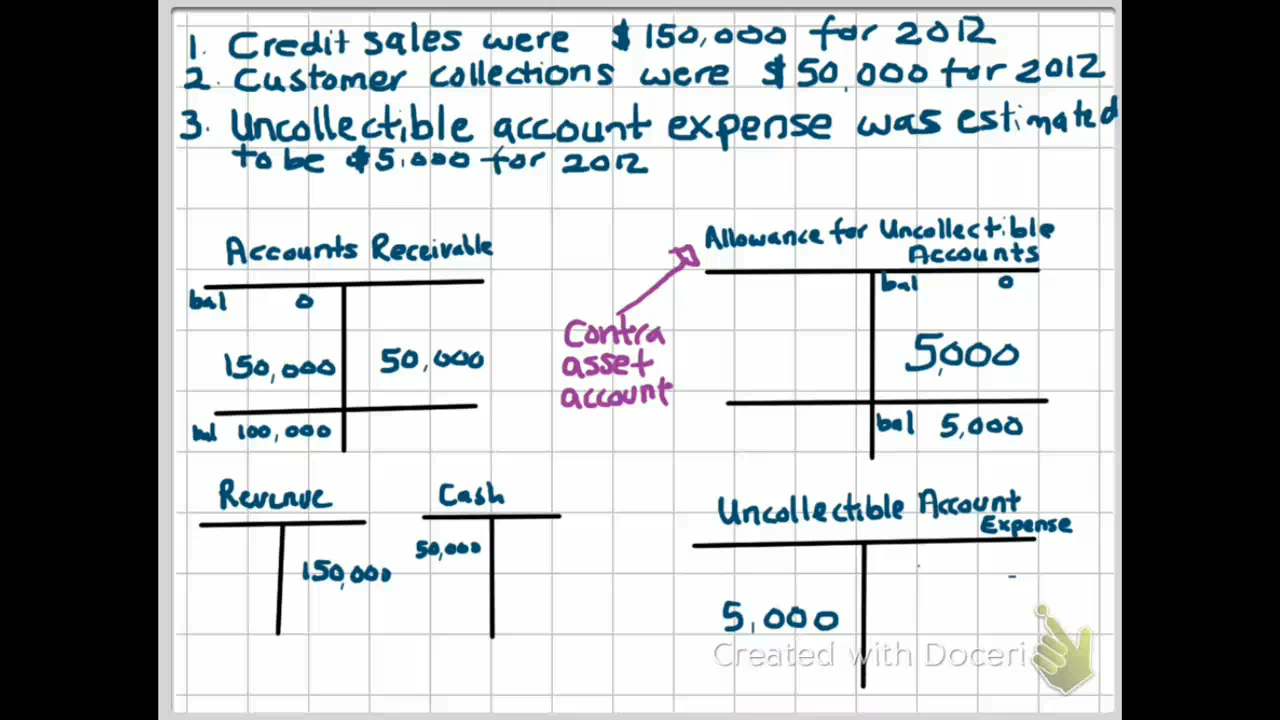 1. Credit sales were $150,000 for 2012
2. Customer collections were $50,000 for 2012
3. Uncollectible account expense was estimated
to be $5,000 for 2012
Accounts Receivable
bal 0
150,000 50,000
bal 100,000
Contra
asset
account
Allowance for Uncollectible
Accounts
bal 0
5,000
bal 5,000
Revenue
150,000
Cash
50,000
Uncollectible Account
Expense
5,000
Created with Doceri